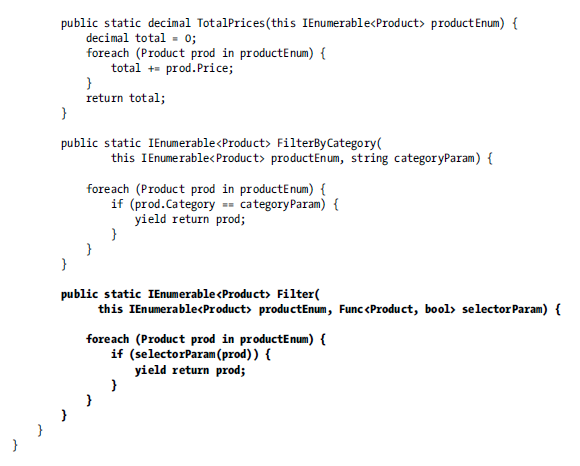 public static decimal TotalPrices(this IEnumerable<Product> productEnum) {
decimal total = 0;
foreach (Product prod in productEnum) {
total += prod.Price;
}
return total;
}
public static IEnumerable<Product> FilterByCategory(
this IEnumerable<Product> productEnum, string categoryParam) {
foreach (Product prod in productEnum) {
if (prod.Category == categoryParam) {
yield return prod;
}
}
}
public static IEnumerable<Product> Filter(
this IEnumerable<Product> productEnum, Func<Product, bool> selectorParam) {
foreach (Product prod in productEnum) {
if (selectorParam(prod)) {
yield return prod;
}
}
}
}
}